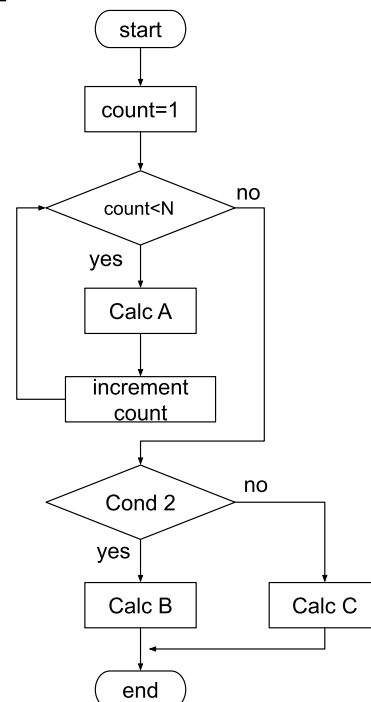 start
count=1
count<N
no
yes
Calc A
increment
count
Cond 2
no
yes
Calc B
Calc C
end